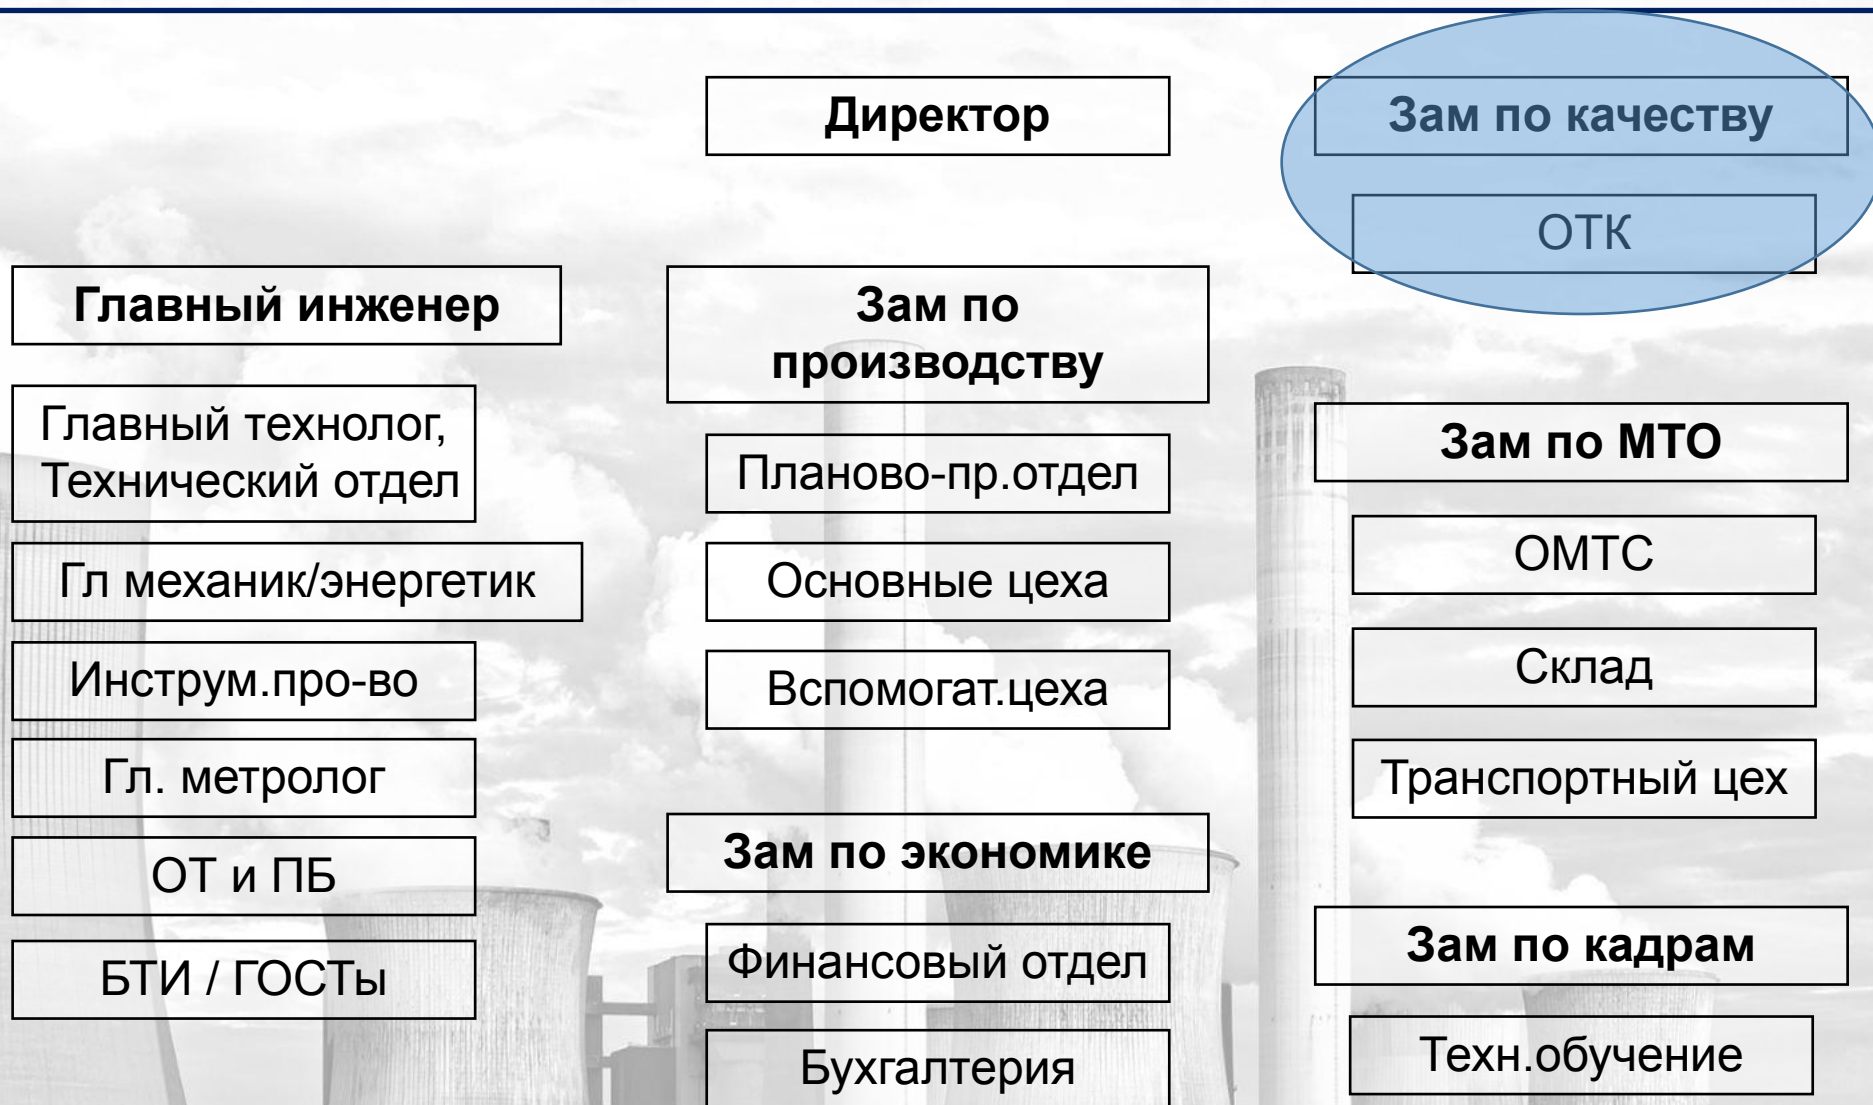 Директор
Зам по качеству
ОТК
Главный инженер
Главный технолог,
Технический отдел
Гл механик/энергетик
Инструм.про-во
Гл. метролог
ОТ и ПБ
БТИ / ГОСТы
Зам по
производству
Планово-пр.отдел
Основные цеха
Вспомогат.цеха
Зам по экономике
Финансовый отдел
Бухгалтерия
Зам по МТО
ОМТС
Склад
Транспортный цех
Зам по кадрам
Техн.обучение